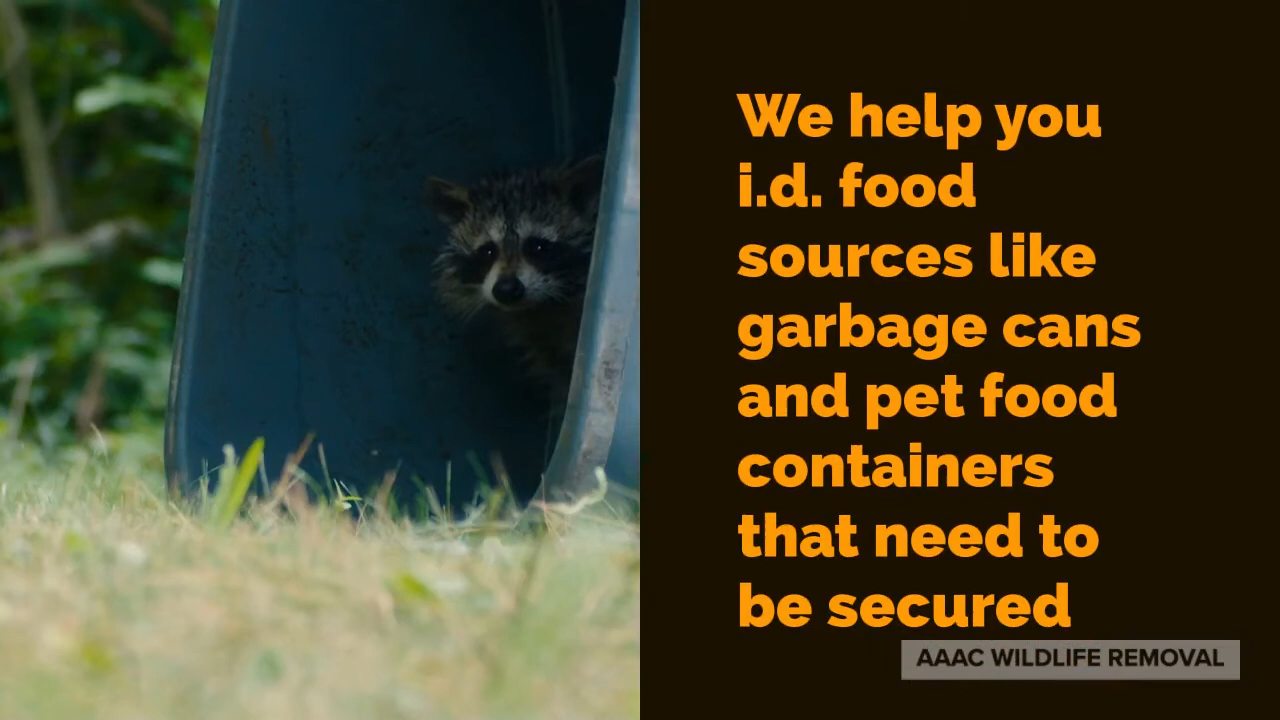 We help you
i.d. food
sources like
garbage cans
and pet food
containers
that need to
be secured
AAAC WILDLIFE REMOVAL